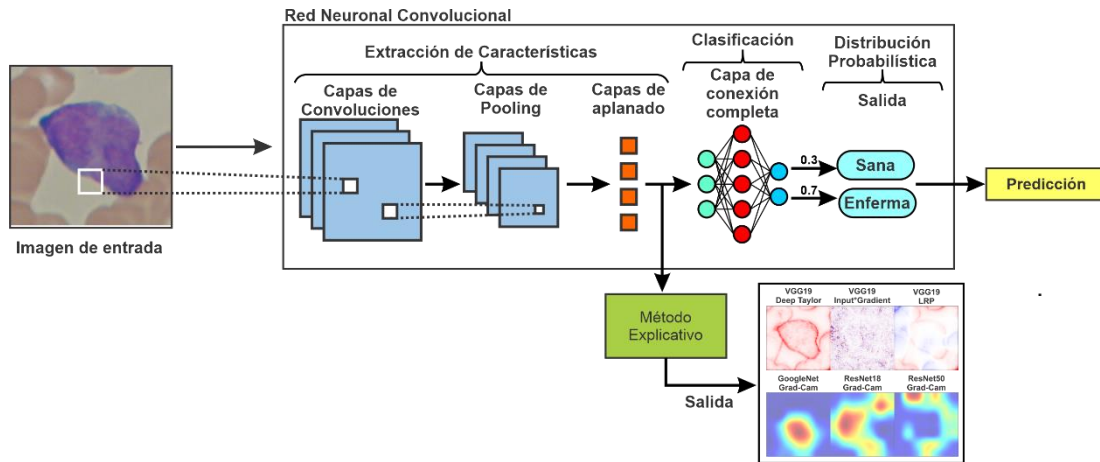 Red Neuronal Convolucional
Extracción de Características
Clasificación
Distribución
Probabilística
Capas de
Convoluciones
Capas de
Pooling
Capas de
aplanado
Capa de
conexión
completa
Salida
0.3
Sana
0.7
Enferma
Predicción
Imagen de entrada
Método
Explicativo
Salida
VGG19
Deep Taylor
VGG19
Input*Gradient
VGG19
LRP
GoogleNet
Grad-Cam
ResNet18
Grad-Cam
ResNet50
Grad-Cam